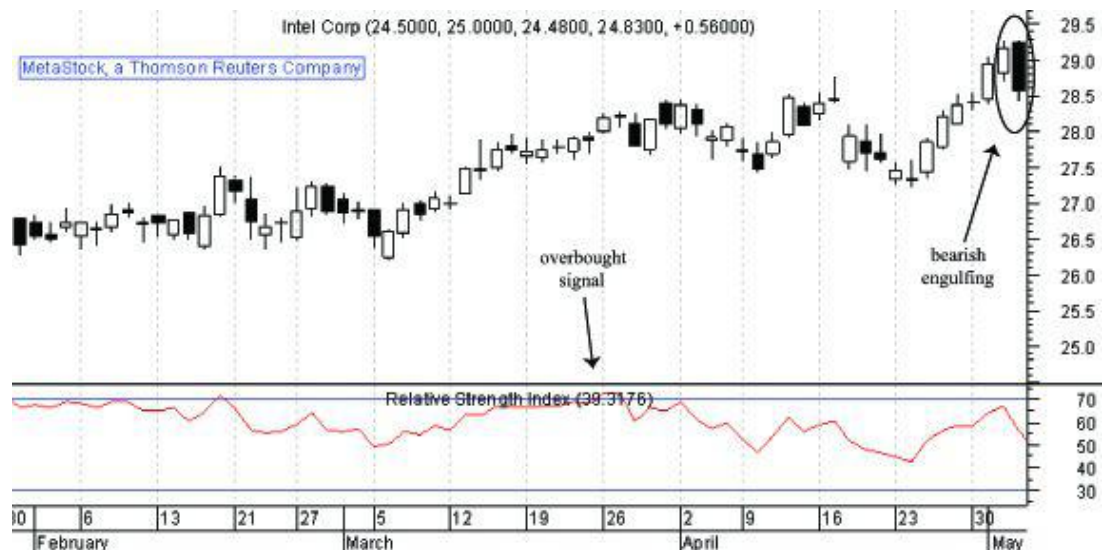 Intel Corp (24.5000, 25.0000, 24.4800, 24.8300, +0.56000)
MetaStock, a Thomson Reuters Company
29.5
29.0
28.5
28.0
27.5
27.0
26.5
26.0
25.5
25.0
overbought
signal
bearish
engulfing
Relative Strength Index (39.3176)
70
60
50
40
30
30 6 13 21 27 5 12 19 26 2 9 16 23 30
February March April May